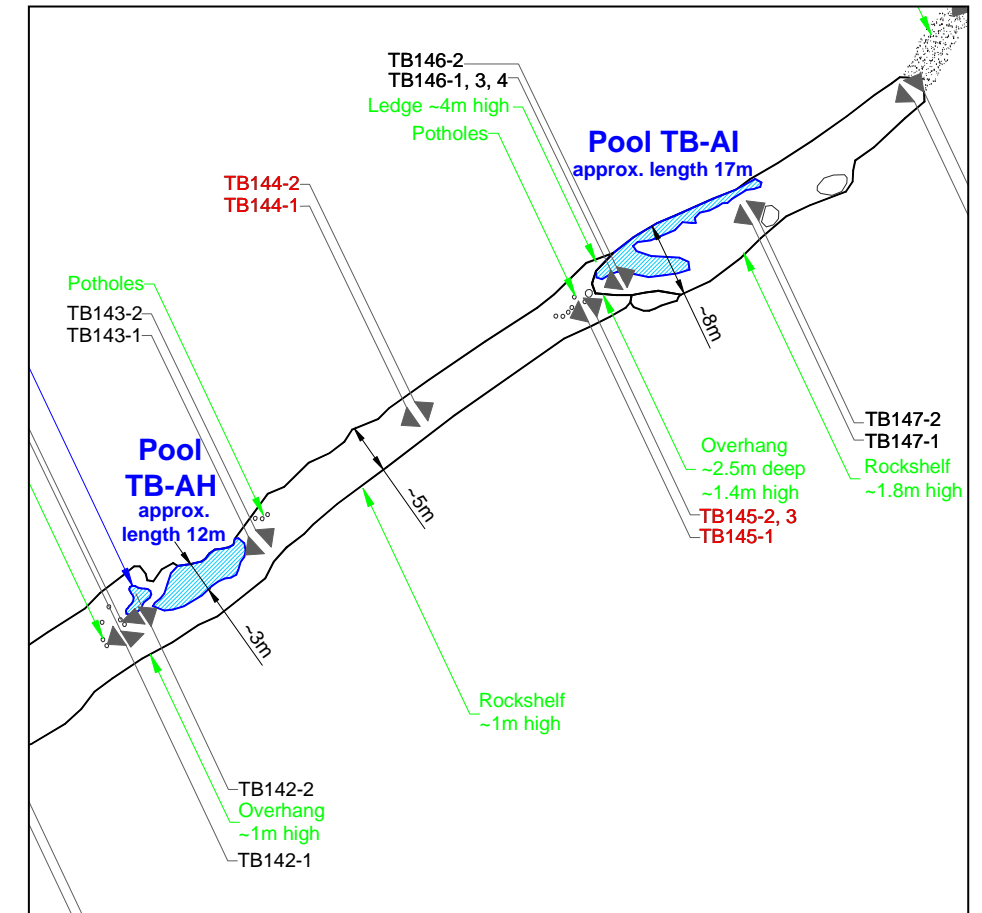 TB146-2
TB146-1, 3, 4
Ledge ~4m high
Potholes
Pool TB-AI
approx. length 17m
TB144-2
TB144-1
Potholes
TB143-2
TB143-1
~8m
TB147-2
TB147-1
Rockshelf
~1.8m high
Overhang
~2.5m deep
~1.4m high
TB145-2, 3
TB145-1
Pool
TB-AH
approx.
length 12m
~5m
~3m
Rockshelf
~1m high
TB142-2
Overhang
~1m high
TB142-1